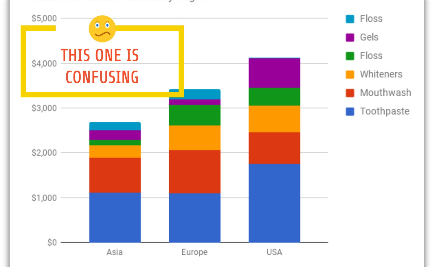 $5,000
THIS ONE IS
$4,000
CONFUSING
$3,000
$2,000
$1,000
$0
Asia
Europe
USA
Floss
Gels
Floss
Whiteners
Mouthwash
Toothpaste